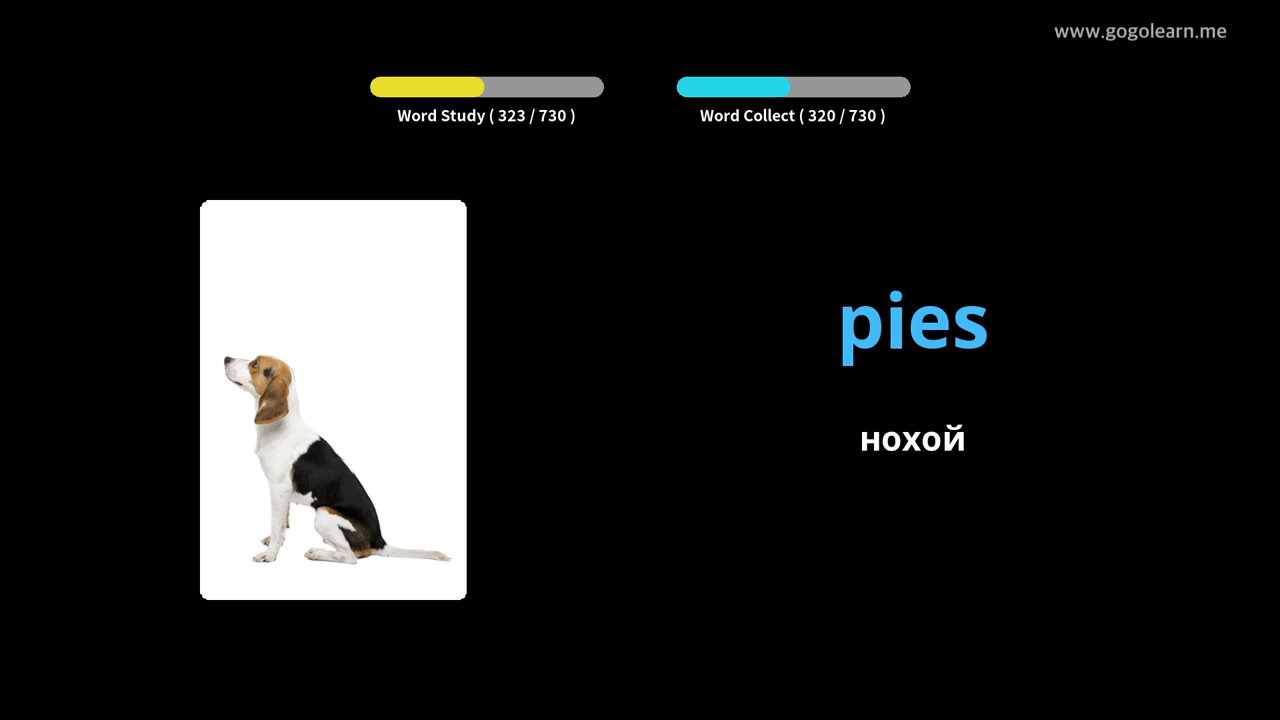 www.gogolearn.me
Word Study ( 323 / 730 )
Word Collect ( 320 / 730 )
pies
нохой